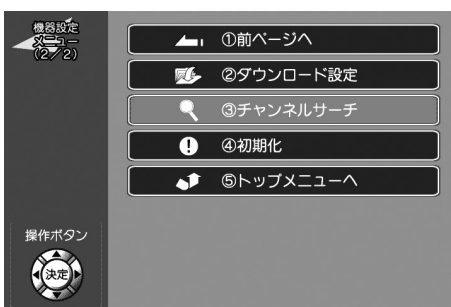 機器設定
メニュー
(2／2)
①前ページへ
②ダウンロード設定
③チャンネルサーチ
④初期化
⑤トップメニューへ
操作ボタン
決定